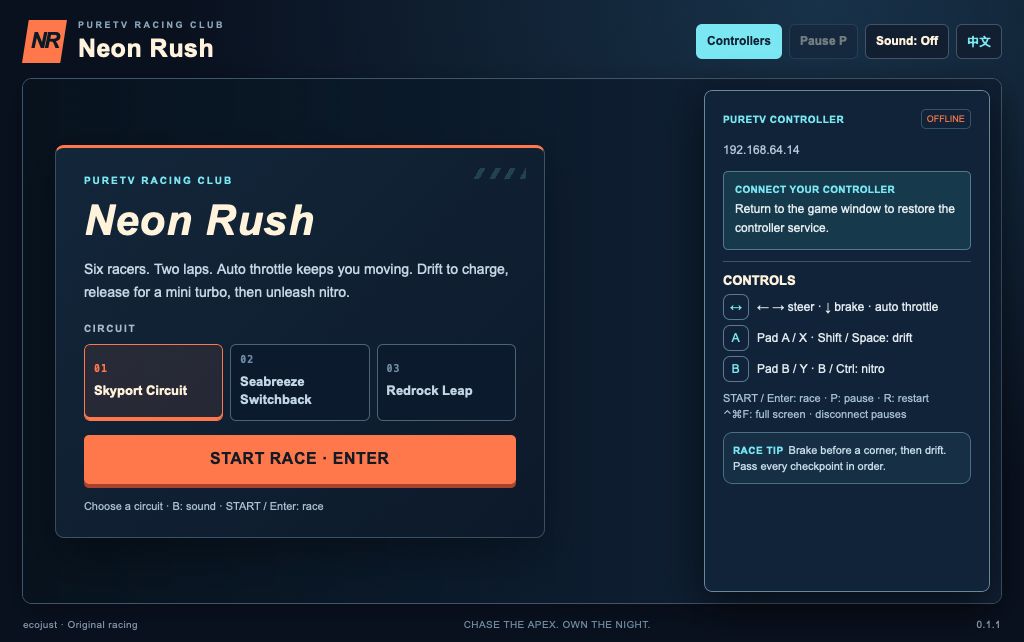 NR
PURETV RACING CLUB
Neon Rush
Controllers
Pause P
Sound: Off
中文
PURETV RACING CLUB
Neon Rush
Six racers. Two laps. Auto throttle keeps you moving. Drift to charge,
release for a mini turbo, then unleash nitro.
CIRCUIT
01
Skyport Circuit
02
Seabreeze
Switchback
03
Redrock Leap
START RACE · ENTER
Choose a circuit · B: sound · START / Enter: race
PURETV CONTROLLER
OFFLINE
192.168.64.14
CONNECT YOUR CONTROLLER
Return to the game window to restore the
controller service.
CONTROLS
↔ ←→ steer · ↓ brake · auto throttle
A Pad A / X · Shift / Space: drift
B Pad B / Y · B / Ctrl: nitro
START / Enter: race · P: pause · R: restart
^⌘F: full screen · disconnect pauses
RACE TIP Brake before a corner, then drift.
Pass every checkpoint in order.
ecojust · Original racing
CHASE THE APEX. OWN THE NIGHT.
0.1.1